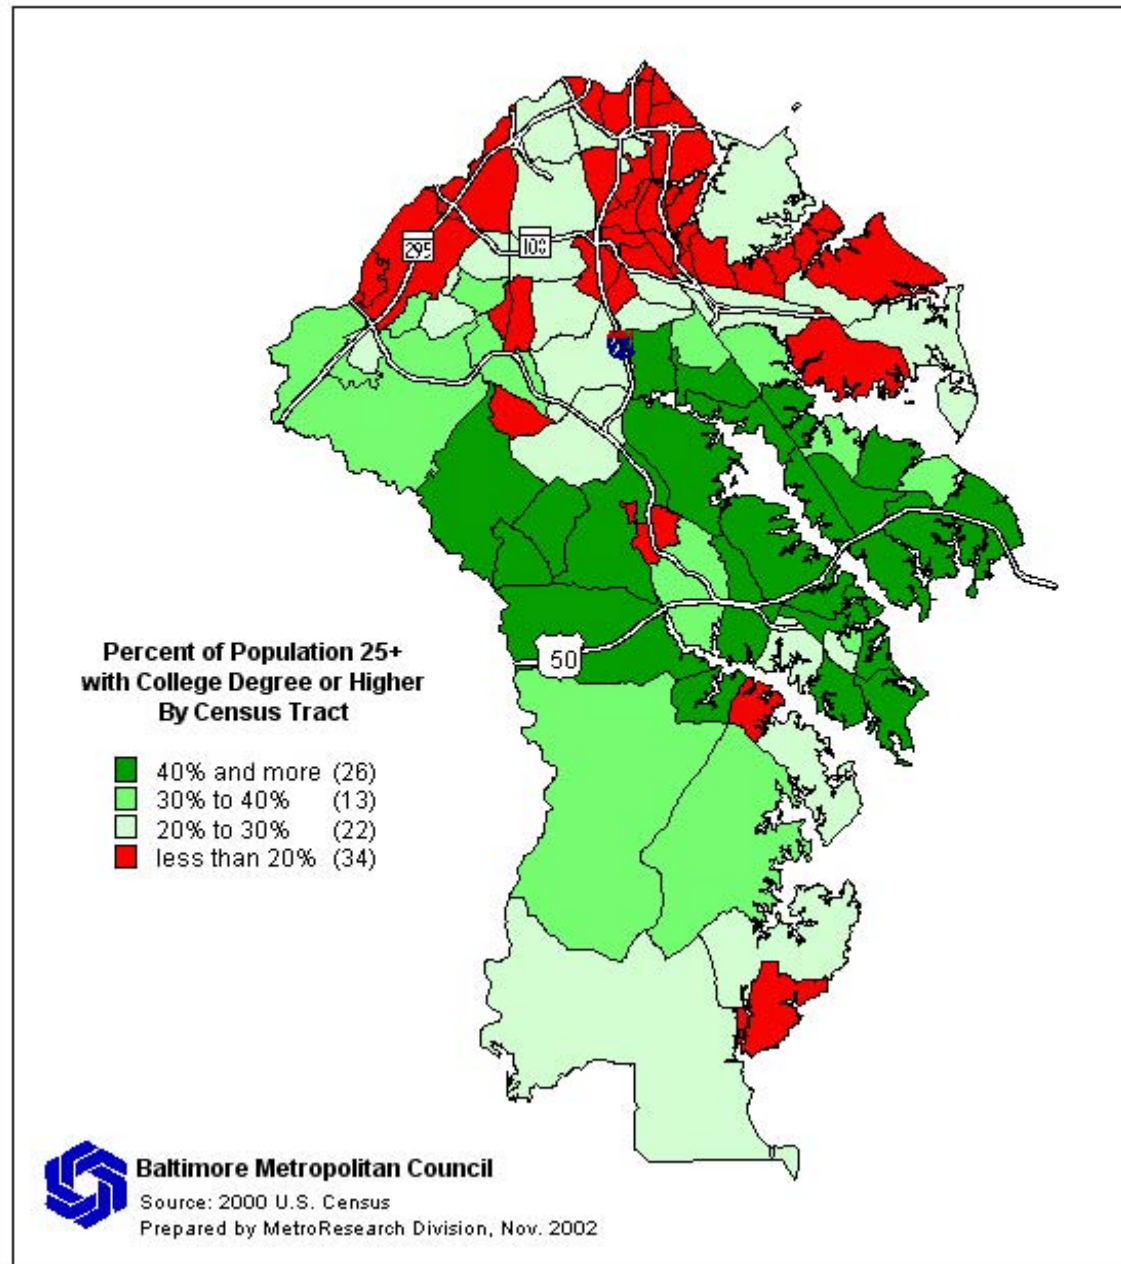 295
100
50
Percent of Population 25+
with College Degree or Higher
By Census Tract
40% and more (26)
30% to 40% (13)
20% to 30% (22)
less than 20% (34)
Baltimore Metropolitan Council
Source: 2000 U.S. Census
Prepared by MetroResearch Division, Nov. 2002